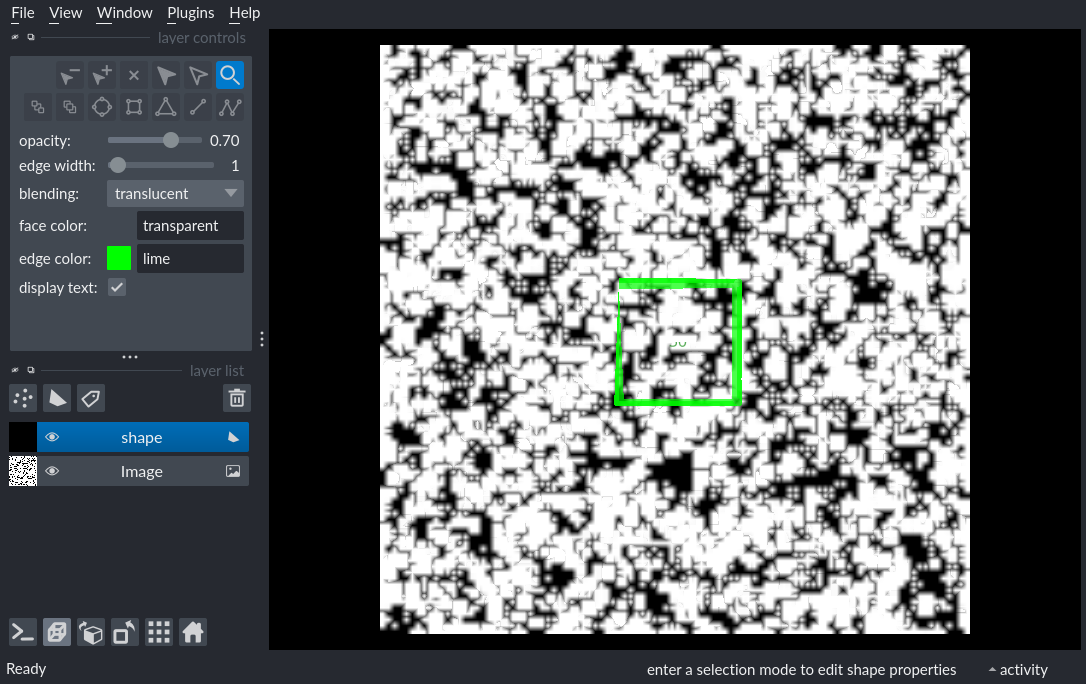 File View Window Plugins Help
layer controls
opacity: 0.70
edge width: 1
blending: translucent
face color: transparent
edge color: lime
display text:
layer list
shape
Image
Ready
enter a selection mode to edit shape properties
activity